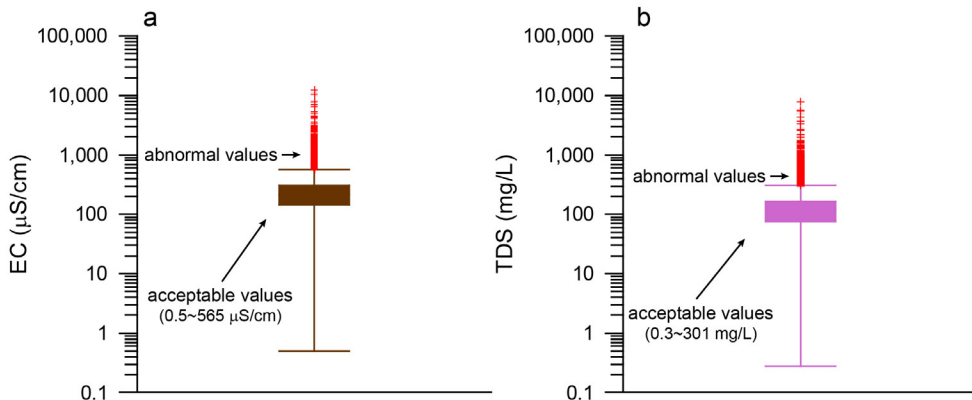 a
100,000
10,000
1,000
100
10
1
0.1
EC (μS/cm)
abnormal values
acceptable values
(0.5~565 μS/cm)
b
100,000
10,000
1,000
100
10
1
0.1
TDS (mg/L)
abnormal values
acceptable values
(0.3~301 mg/L)